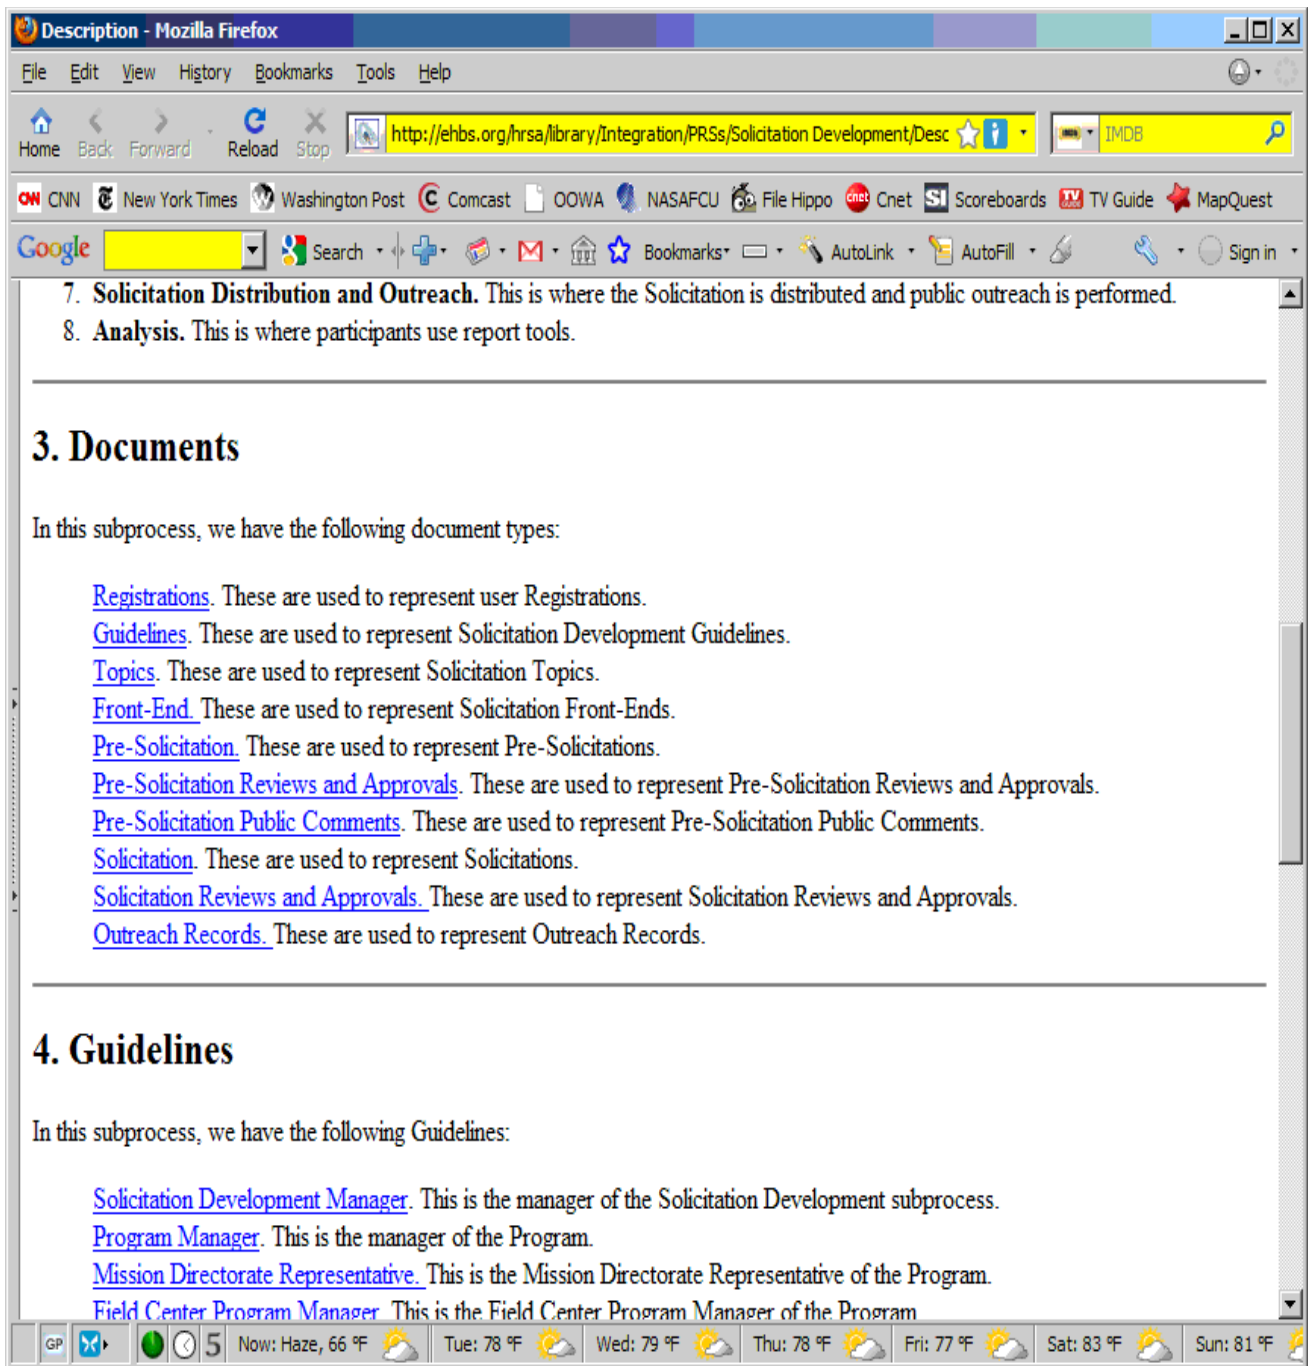 Description - Mozilla Firefox
File Edit View History Bookmarks Tools Help
Home Back Forward Reload Stop http://ehbs.org/hrsa/library/Integration/PRSs/Solicitation Development/Desc IMDB
CNN New York Times Washington Post Comcast OOWA NASAFCU File Hippo Cnet Scoreboards TV Guide MapQuest
Google Search Bookmarks AutoLink AutoFill Sign in
7. Solicitation Distribution and Outreach. This is where the Solicitation is distributed and public outreach is performed.
8. Analysis. This is where participants use report tools.
3. Documents
In this subprocess, we have the following document types:
Registrations. These are used to represent user Registrations.
Guidelines. These are used to represent Solicitation Development Guidelines.
Topics. These are used to represent Solicitation Topics.
Front-End. These are used to represent Solicitation Front-Ends.
Pre-Solicitation. These are used to represent Pre-Solicitations.
Pre-Solicitation Reviews and Approvals. These are used to represent Pre-Solicitation Reviews and Approvals.
Pre-Solicitation Public Comments. These are used to represent Pre-Solicitation Public Comments.
Solicitation. These are used to represent Solicitations.
Solicitation Reviews and Approvals. These are used to represent Solicitation Reviews and Approvals.
Outreach Records. These are used to represent Outreach Records.
4. Guidelines
In this subprocess, we have the following Guidelines:
Solicitation Development Manager. This is the manager of the Solicitation Development subprocess.
Program Manager. This is the manager of the Program.
Mission Directorate Representative. This is the Mission Directorate Representative of the Program.
Field Center Program Manager. This is the Field Center Program Manager of the Program
GP 5 Now: Haze, 66 °F Tue: 78 °F Wed: 79 °F Thu: 78 °F Fri: 77 °F Sat: 83 °F Sun: 81 °F